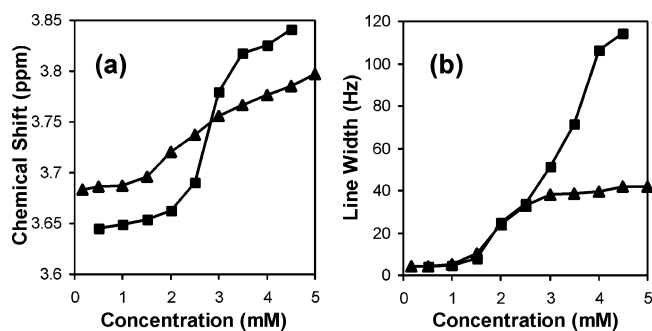 (a)
Chemical Shift (ppm)
3.85
3.8
3.75
3.7
3.65
3.6
0 1 2 3 4 5
Concentration (mM)
(b)
Line Width (Hz)
120
100
80
60
40
20
0
0 1 2 3 4 5
Concentration (mM)